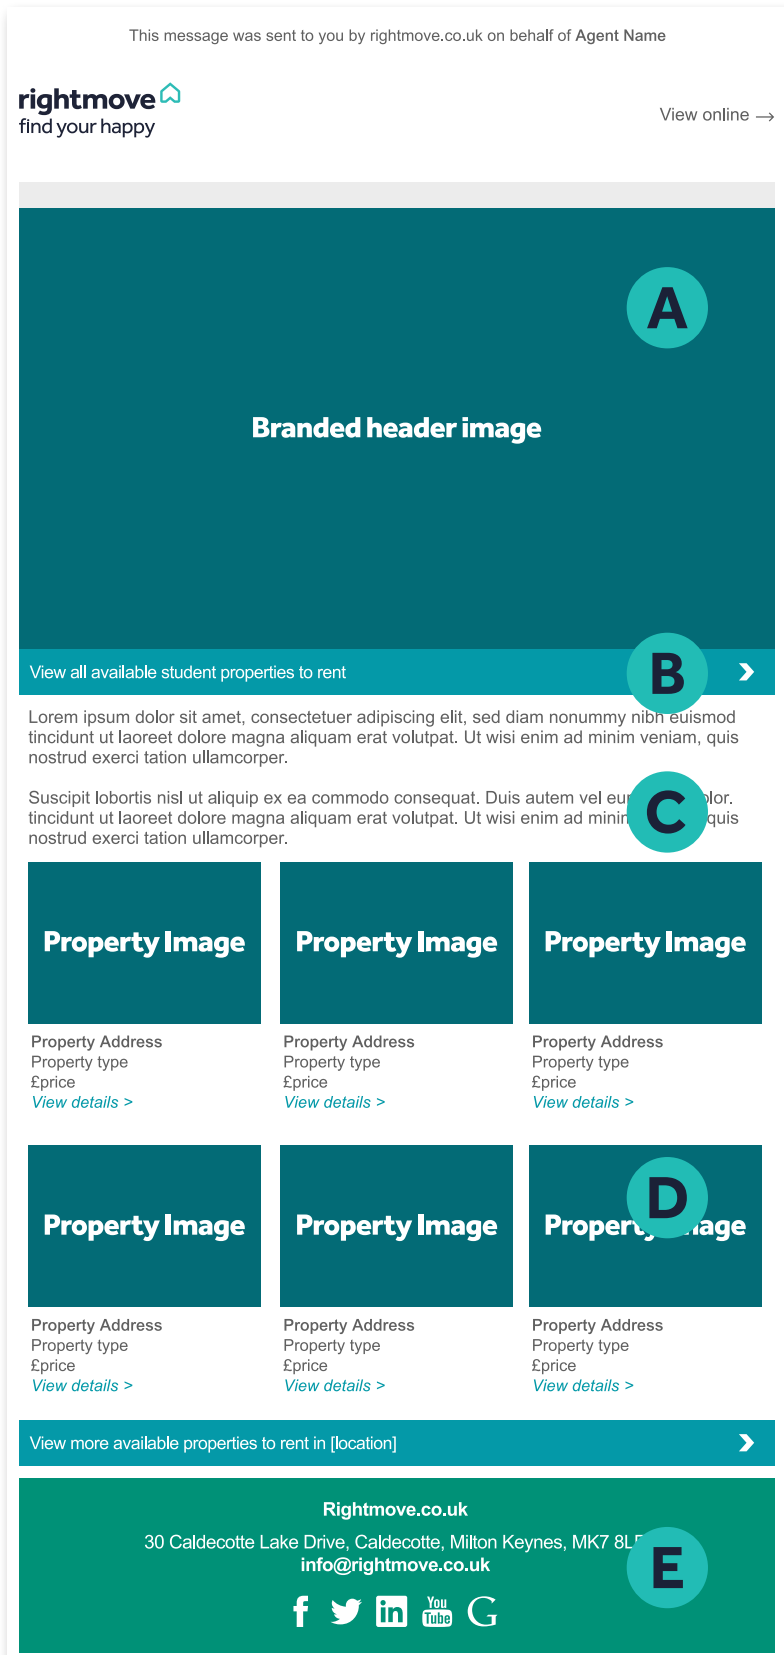 This message was sent to you by rightmove.co.uk on behalf of Agent Name
rightmove
find your happy
View online →
A
Branded header image
View all available student properties to rent
B
Lorem ipsum dolor sit amet, consectetuer adipiscing elit, sed diam nonummy nibh euismod
tincidunt ut laoreet dolore magna aliquam erat volutpat. Ut wisi enim ad minim veniam, quis
nostrud exerci tation ullamcorper.
Suscipit lobortis nisl ut aliquip ex ea commodo consequat. Duis autem vel
tincidunt ut laoreet dolore magna aliquam erat volutpat. Ut wisi enim ad quis
nostrud exerci tation ullamcorper.
C
Property Image Property Image Property Image
Property Address Property Address Property Address
Property type Property type Property type
£price £price £price
View details > View details > View details >
D
Property Image Property Image Property Image
Property Address Property Address Property Address
Property type Property type Property type
£price £price £price
View details > View details > View details >
View more available properties to rent in [location]
Rightmove.co.uk
30 Caldecotte Lake Drive, Caldecotte, Milton Keynes, MK7
info@rightmove.co.uk
E
f in You Tube G